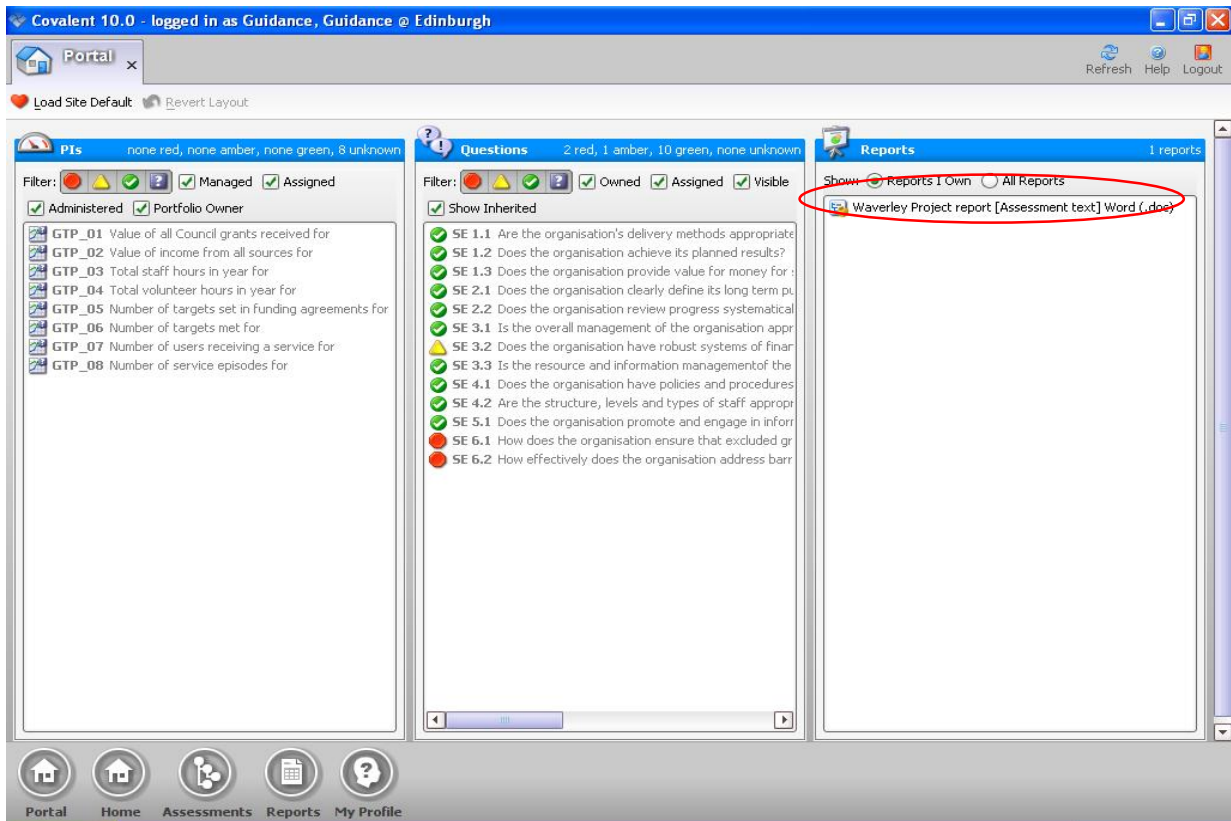 Covalent 10.0 - logged in as Guidance, Guidance @ Edinburgh
Portal
Refresh Help Logout
Load Site Default Revert Layout
PIs none red, none amber, none green, 8 unknown
Filter: Managed Assigned
Administered Portfolio Owner
GTP_01 Value of all Council grants received for
GTP_02 Value of income from all sources for
GTP_03 Total staff hours in year for
GTP_04 Total volunteer hours in year for
GTP_05 Number of targets set in funding agreements for
GTP_06 Number of targets met for
GTP_07 Number of users receiving a service for
GTP_08 Number of service episodes for
Questions 2 red, 1 amber, 10 green, none unknown
Filter: Owned Assigned Visible
Show Inherited
SE 1.1 Are the organisation's delivery methods appropriate
SE 1.2 Does the organisation achieve its planned results?
SE 1.3 Does the organisation provide value for money for
SE 2.1 Does the organisation clearly define its long term pu
SE 2.2 Does the organisation review progress systematical
SE 3.1 Is the overall management of the organisation appr
SE 3.2 Does the organisation have robust systems of finar
SE 3.3 Is the resource and information managementof the
SE 4.1 Does the organisation have policies and procedures
SE 4.2 Are the structure, levels and types of staff appropr
SE 5.1 Does the organisation promote and engage in inforr
SE 6.1 How does the organisation ensure that excluded gr
SE 6.2 How effectively does the organisation address barr
Reports 1 reports
Show: Reports I Own All Reports
Waverley Project report [Assessment text] Word (.doc)
Portal Home Assessments Reports My Profile